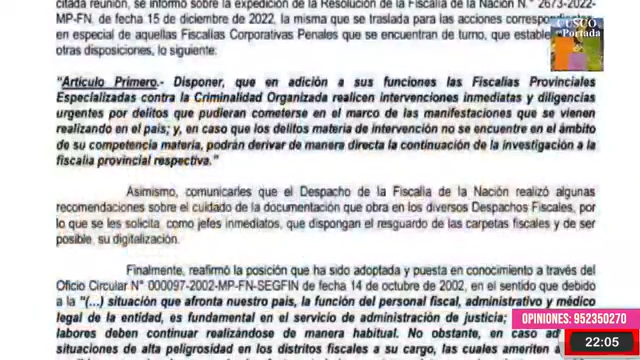 citada reunión, se informó sobre la expedición de la Resolución de la Fiscalía de la Nación N.° 2673-2022-
MP-FN, de fecha 15 de diciembre de 2022, la misma que se traslada para las acciones
en especial de aquellas Fiscalías Corporativas Penales que se encuentran de turno, que
otras disposiciones, lo siguiente:
"Artículo Primero.- Disponer, que en adición a sus funciones las Fiscalías Provinciales
Especializadas contra la Criminalidad Organizada realicen intervenciones inmediatas y diligencias
urgentes por delitos que pudieran cometerse en el marco de las manifestaciones que se vienen
realizando en el país; y, en caso que los delitos materia de intervención no se encuentre en el ámbito
de su competencia materia, podrán derivar de manera directa la continuación de la investigación a la
fiscalía provincial respectiva."
Asimismo, comunicarles que el Despacho de la Fiscalía de la Nación realizó algunas
recomendaciones sobre el cuidado de la documentación que obra en los diversos Despachos Fiscales, por
lo que se les solicita, como jefes inmediatos, que dispongan el resguardo de las carpetas fiscales y de ser
posible, su digitalización.
Finalmente, reafirmó la posición que ha sido adoptada y puesta en conocimiento a través del
Oficio Circular N° 000097-2002-MP-FN-SEGFIN de fecha 14 de octubre de 2002, en el sentido que debido
a la "(...) situación que afronta nuestro país, la función del personal fiscal, administrativo y médico
legal de la entidad, es fundamental en el servicio de administración de justicia;
labores deben continuar realizándose de manera habitual. No obstante, en caso
situaciones de alta peligrosidad en los distritos fiscales a su cargo, las cuales ameriten
CUSCO
en Portada
OPINIONES: 952350270
22:05